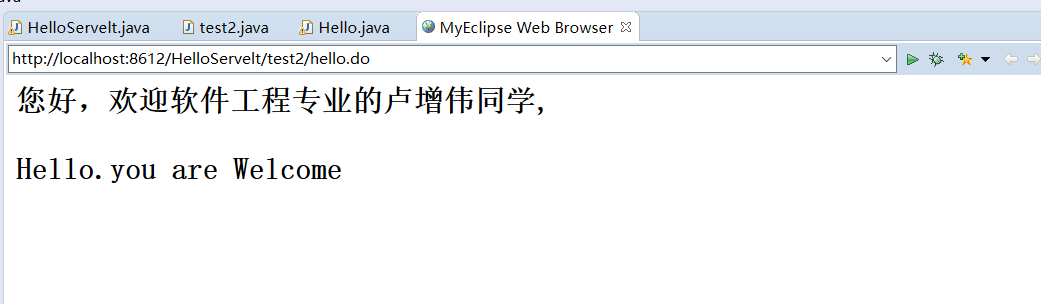 HelloServelt.java test2.java Hello.java MyEclipse Web Browser
http://localhost:8612/HelloServelt/test2/hello.do
您好，欢迎软件工程专业的卢增伟同学,
Hello.you are Welcome